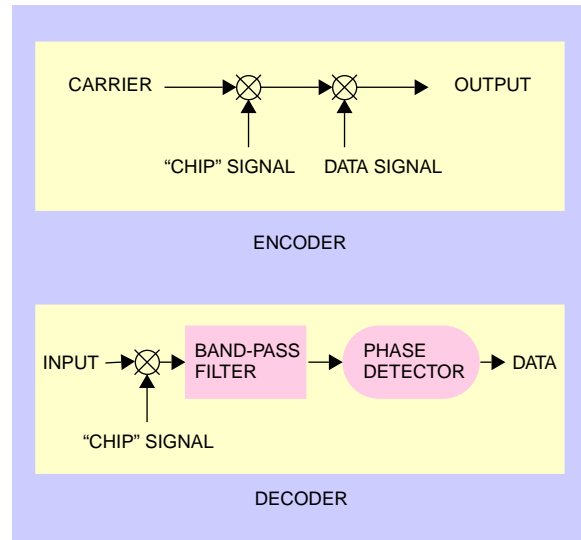 CARRIER
OUTPUT
“CHIP” SIGNAL
DATA SIGNAL
ENCODER
INPUT
BAND-PASS
FILTER
PHASE
DETECTOR
DATA
“CHIP” SIGNAL
DECODER